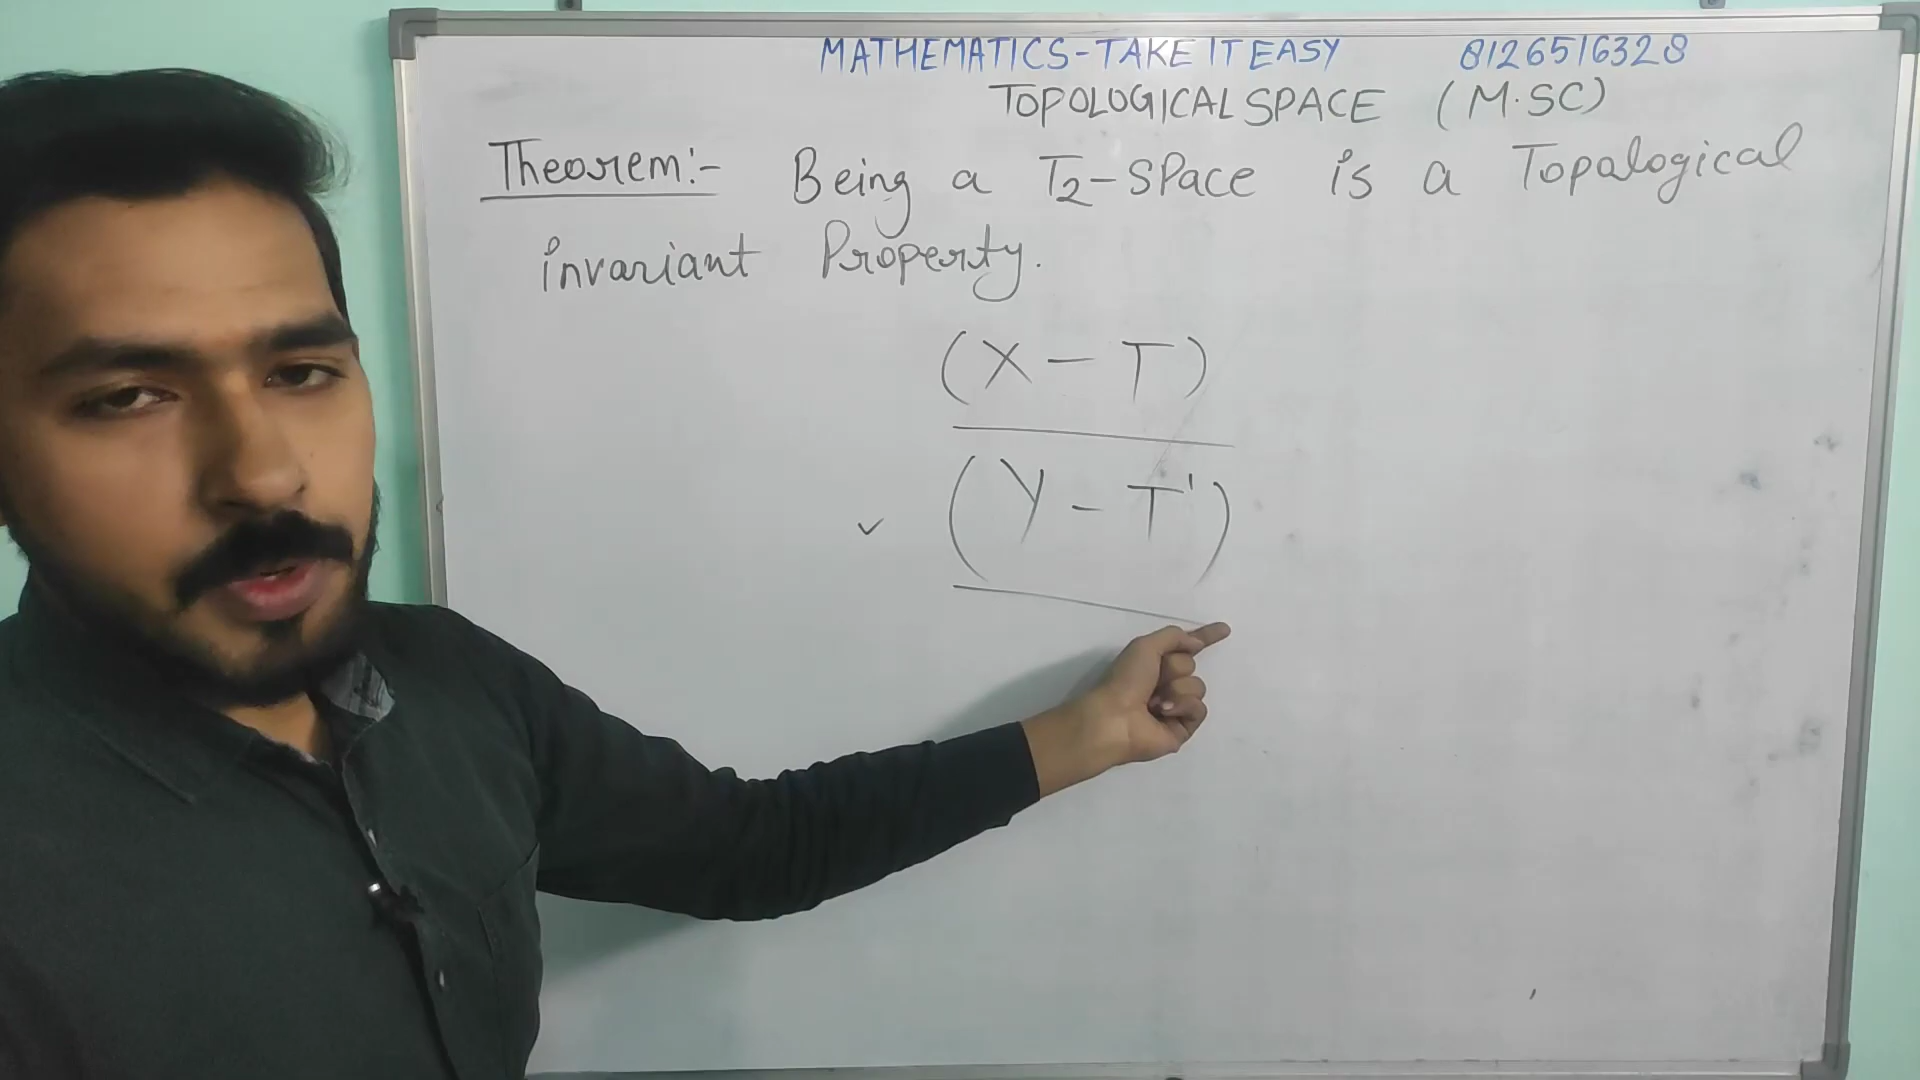 MATHEMATICS-TAKE IT EASY 8126516328
TOPOLOGICAL SPACE (M.SC)
Theorem:- Being a T₂-SPace is a Topalogical
invariant Property.
(X - T)
(Y - T')